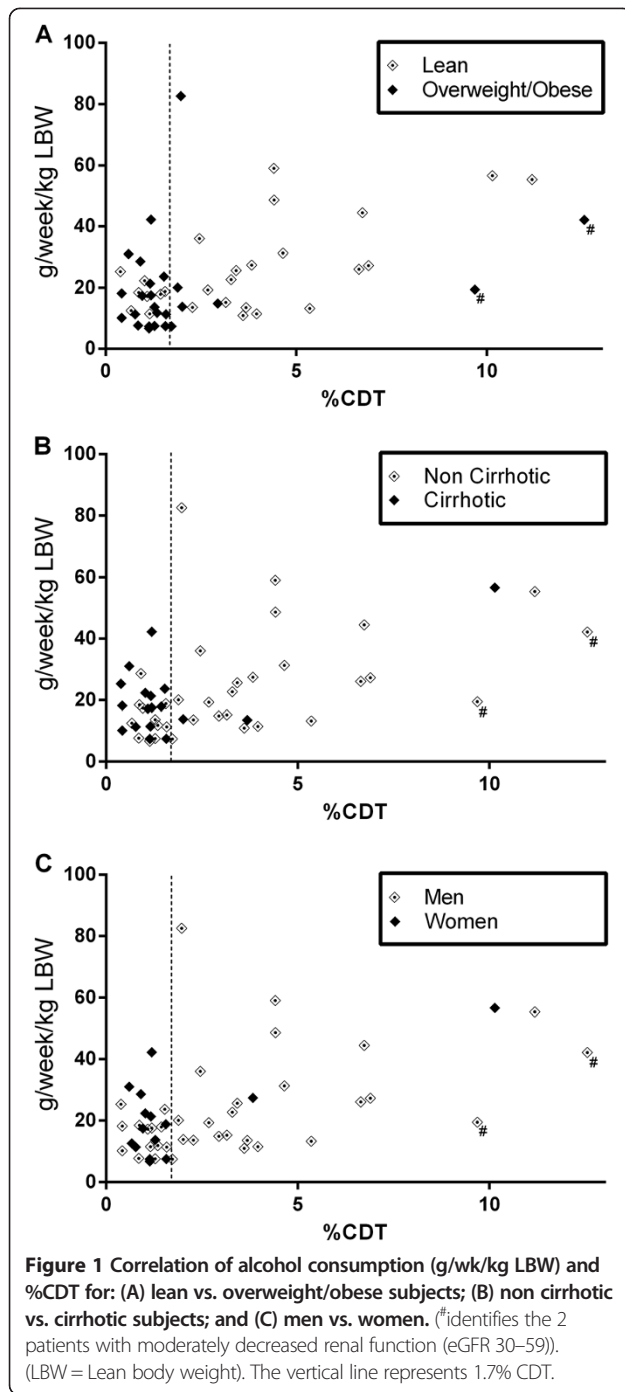 A
100
80
60
40
20
0
g/week/kg LBW
Lean
Overweight/Obese
#
#
0 5 10
%CDT
B
100
80
60
40
20
0
g/week/kg LBW
Non Cirrhotic
Cirrhotic
#
#
0 5 10
%CDT
C
100
80
60
40
20
0
g/week/kg LBW
Men
Women
#
#
0 5 10
%CDT
Figure 1 Correlation of alcohol consumption (g/wk/kg LBW) and
%CDT for: (A) lean vs. overweight/obese subjects; (B) non cirrhotic
vs. cirrhotic subjects; and (C) men vs. women. (#identifies the 2
patients with moderately decreased renal function (eGFR 30–59)).
(LBW = Lean body weight). The vertical line represents 1.7% CDT.